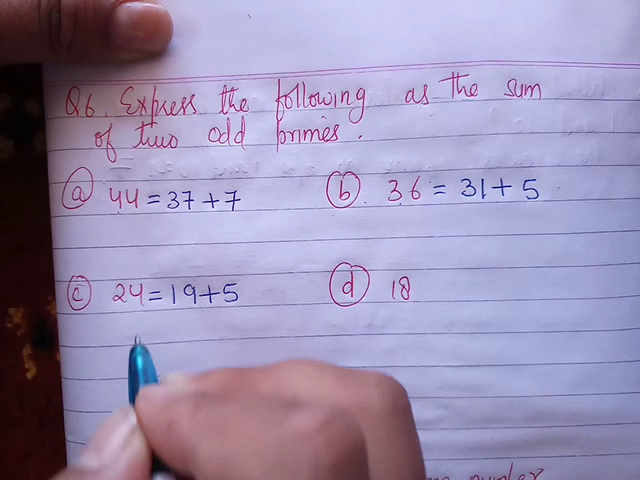 Q6. Express the following as the sum
of two odd primes.
(a) 44 = 37 + 7 (b) 36 = 31 + 5
(c) 24 = 19 + 5 (d) 18
number